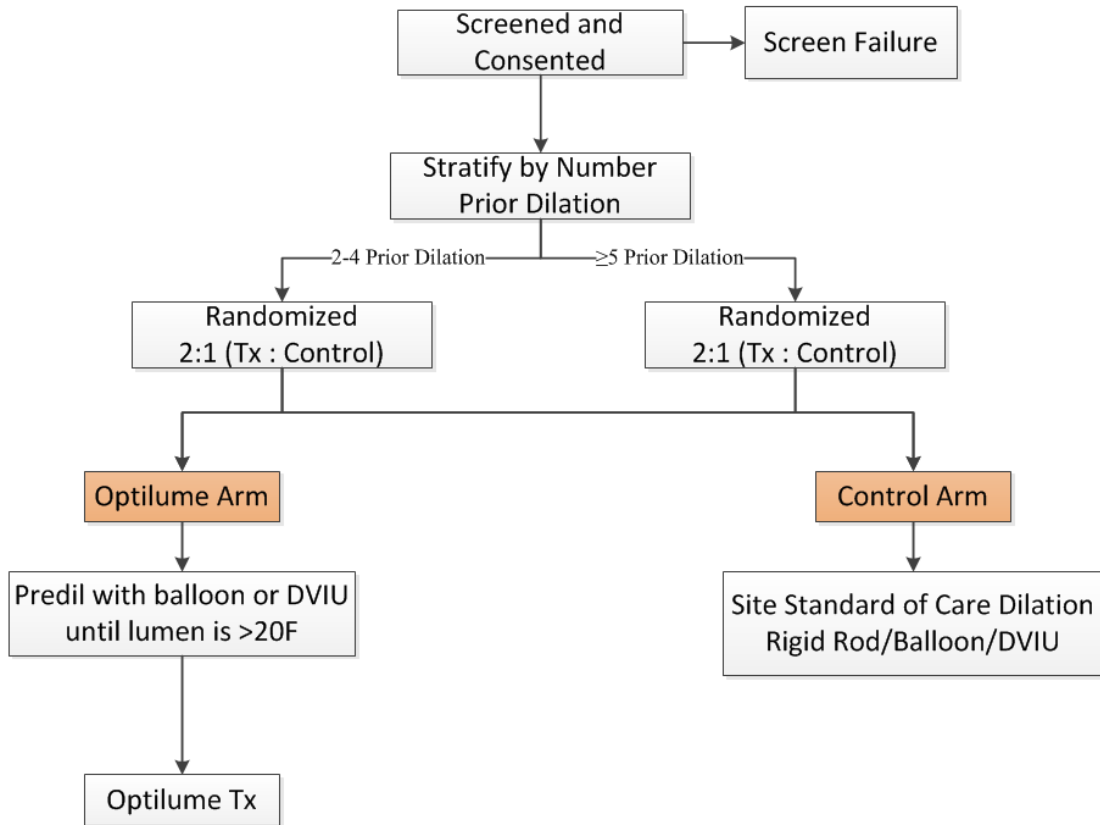 Screened and
Consented
Screen Failure
Stratify by Number
Prior Dilation
2-4 Prior Dilation
≥5 Prior Dilation
Randomized
2:1 (Tx : Control)
Randomized
2:1 (Tx : Control)
Optilume Arm
Control Arm
Predil with balloon or DVIU
until lumen is >20F
Site Standard of Care Dilation
Rigid Rod/Balloon/DVIU
Optilume Tx